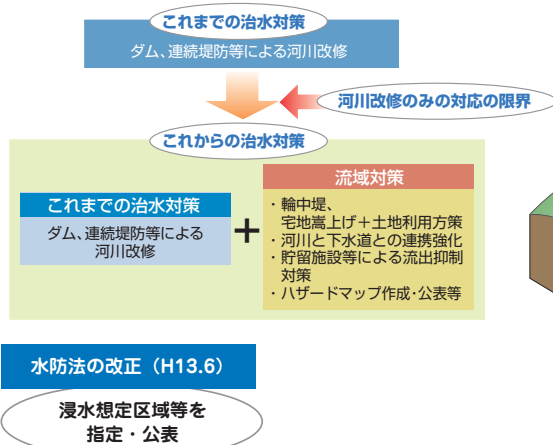 これまでの治水対策
ダム、連続堤防等による河川改修
河川改修のみの対応の限界
これからの治水対策
これまでの治水対策
ダム、連続堤防等による
河川改修
+
流域対策
・輪中堤、
宅地嵩上げ+土地利用方策
・河川と下水道との連携強化
・貯留施設等による流出抑制
対策
・ハザードマップ作成・公表等
水防法の改正（H13.6）
浸水想定区域等を
指定・公表